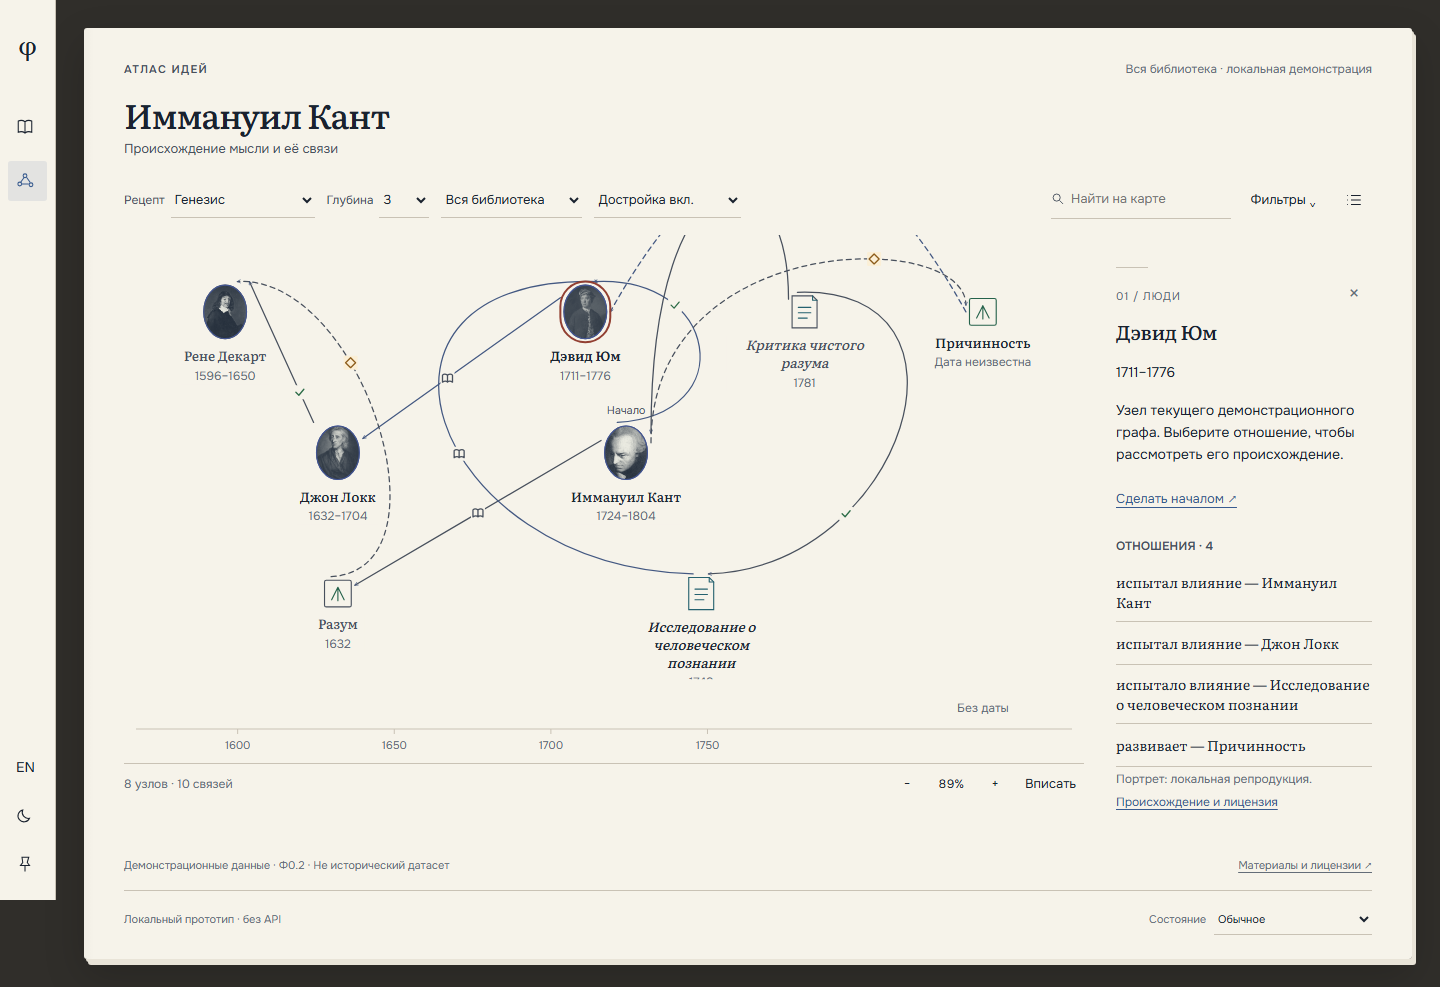 φ
АТЛАС ИДЕЙ
Вся библиотека · локальная демонстрация
Иммануил Кант
Происхождение мысли и её связи
Рецепт Генезис Глубина 3 Вся библиотека Достройка вкл.
Найти на карте Фильтры
Рене Декарт
1596–1650
Дэвид Юм
1711–1776
Критика чистого
разума
1781
Причинность
Дата неизвестна
Начало
Джон Локк
1632–1704
Иммануил Кант
1724–1804
Разум
1632
Исследование о
человеческом
познании
Без даты
1600 1650 1700 1750
8 узлов · 10 связей
− 89% + Вписать
01 / ЛЮДИ
×
Дэвид Юм
1711–1776
Узел текущего демонстрационного
графа. Выберите отношение, чтобы
рассмотреть его происхождение.
Сделать началом ↗
ОТНОШЕНИЯ · 4
испытал влияние — Иммануил
Кант
испытал влияние — Джон Локк
испытало влияние — Исследование
о человеческом познании
развивает — Причинность
Портрет: локальная репродукция.
Происхождение и лицензия
EN
Демонстрационные данные · Ф0.2 · Не исторический датасет
Материалы и лицензии ↗
Локальный прототип · без API
Состояние Обычное